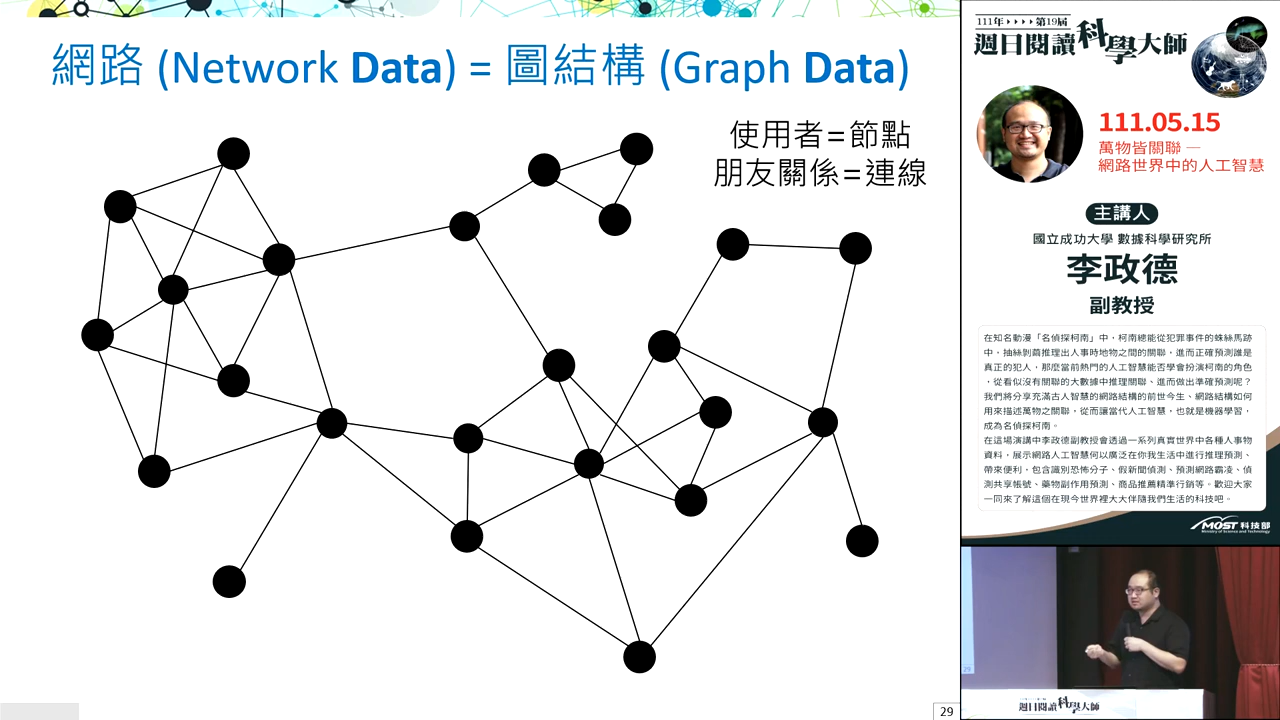 網路 (Network Data) = 圖結構 (Graph Data)
使用者=節點
朋友關係=連線
29
111年 第19屆
週日閱讀科學大師
111.05.15
萬物皆關聯 —
網路世界中的人工智慧
主講人
國立成功大學 數據科學研究所
李政德
副教授
在知名動漫「名偵探柯南」中,柯南總能從犯罪事件的蛛絲馬跡
中,抽絲剝繭推理出人事時地物之間的關聯,進而正確預測誰是
真正的犯人,那麼當前熱門的人工智慧能否學會扮演柯南的角色
,從看似沒有關聯的大數據中推理關聯、進而做出準確預測呢?
我們將分享充滿古人智慧的網路結構的前世今生、網路結構如何
用來描述萬物之關聯,從而讓當代人工智慧,也就是機器學習,
成為名偵探柯南。
在這場演講中李政德副教授會透過一系列真實世界中各種人事物
資料,展示網路人工智慧何以廣泛在你我生活中進行推理預測、
帶來便利,包含識別恐怖分子、假新聞偵測、預測網路霸凌、偵
測共享帳號、藥物副作用預測、商品推薦精準行銷等。歡迎大家
一同來了解這個在現今世界裡大大伴隨我們生活的科技吧。
MOST 科技部
Ministry of Science and Technology
29
週日閱讀科學大師